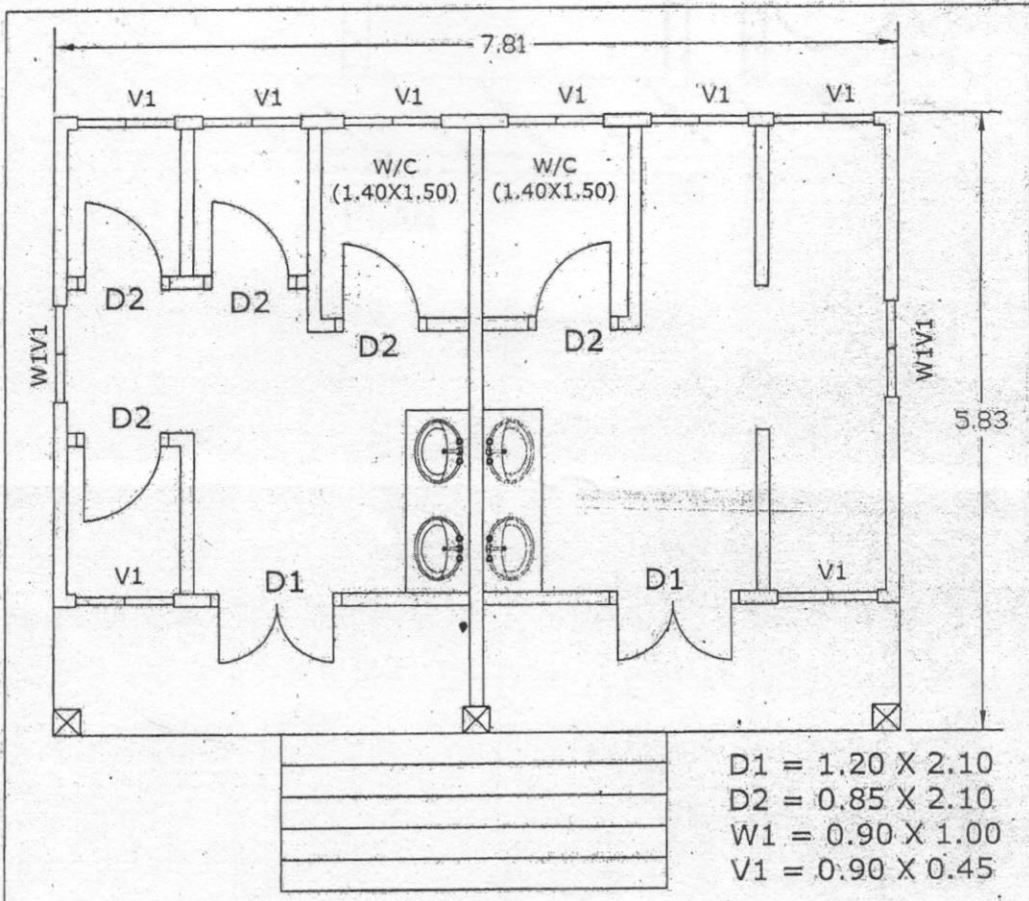 7.81
V1
V1
V1
V1
V1
V1
W/C
(1.40X1.50)
W/C
(1.40X1.50)
D2
D2
D2
D2
W1V1
W1V1
D2
5.83
V1
D1
D1
V1
D1 = 1.20 X 2.10
D2 = 0.85 X 2.10
W1 = 0.90 X 1.00
V1 = 0.90 X 0.45